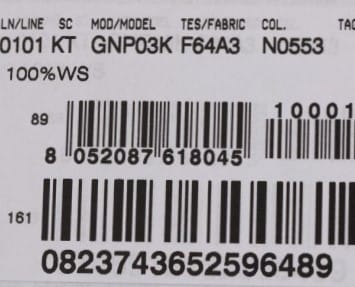 LN/LINE SC MOD/MODEL TES/FABRIC COL.
0101 KT GNP03K F64A3 N0553
100%WS
89
10001
8 052087 618045
161
0823743652596489